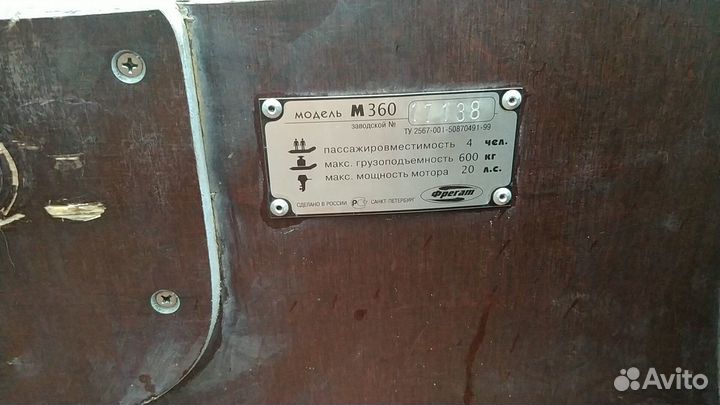 модель М360 17138
заводской №
ТУ 2567-001-50870491-99
пассажировместимость 4 чел.
макс. грузоподъемность 600 кг
макс. мощность мотора 20 л.с.
СДЕЛАНО В РОССИИ РС САНКТ-ПЕТЕРБУРГ
Фрегат
Avito